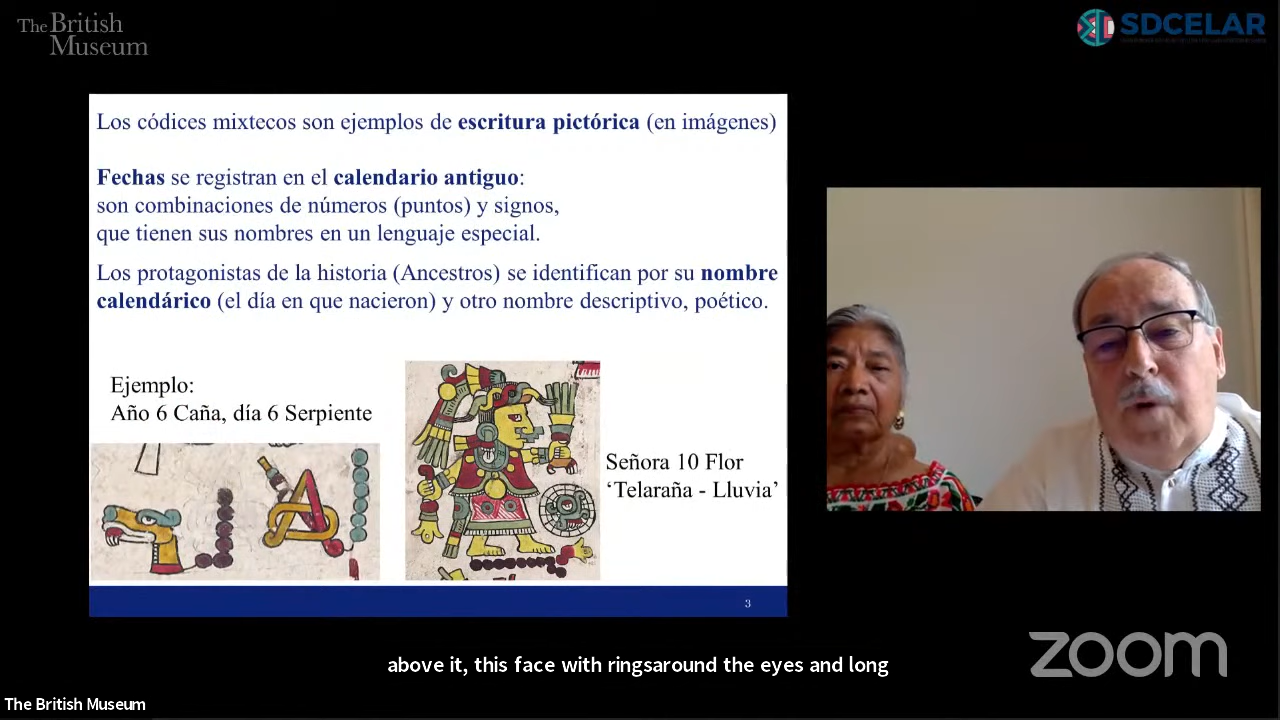 The British
Museum
SDCELAR
Los códices mixtecos son ejemplos de escritura pictórica (en imágenes)
Fechas se registran en el calendario antiguo:
son combinaciones de números (puntos) y signos,
que tienen sus nombres en un lenguaje especial.
Los protagonistas de la historia (Ancestros) se identifican por su nombre
calendárico (el día en que nacieron) y otro nombre descriptivo, poético.
Ejemplo:
Año 6 Caña, día 6 Serpiente
Señora 10 Flor
‘Telaraña - Lluvia’
3
above it, this face with ringsaround the eyes and long
zoom
The British Museum